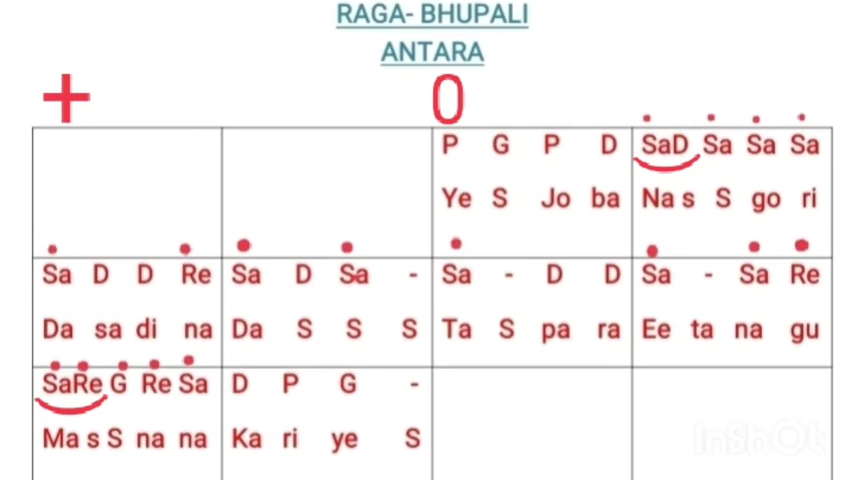 RAGA- BHUPALI
ANTARA
+ 0
P G P D SaD Sa Sa Sa
Ye S Jo ba Na s S go ri
Sa D D Re Sa D Sa - Sa - D D Sa - Sa Re
Da sa di na Da S S S Ta S pa ra Ee ta na gu
SaRe G Re Sa D P G -
Ma s S na na Ka ri ye S
InShOt